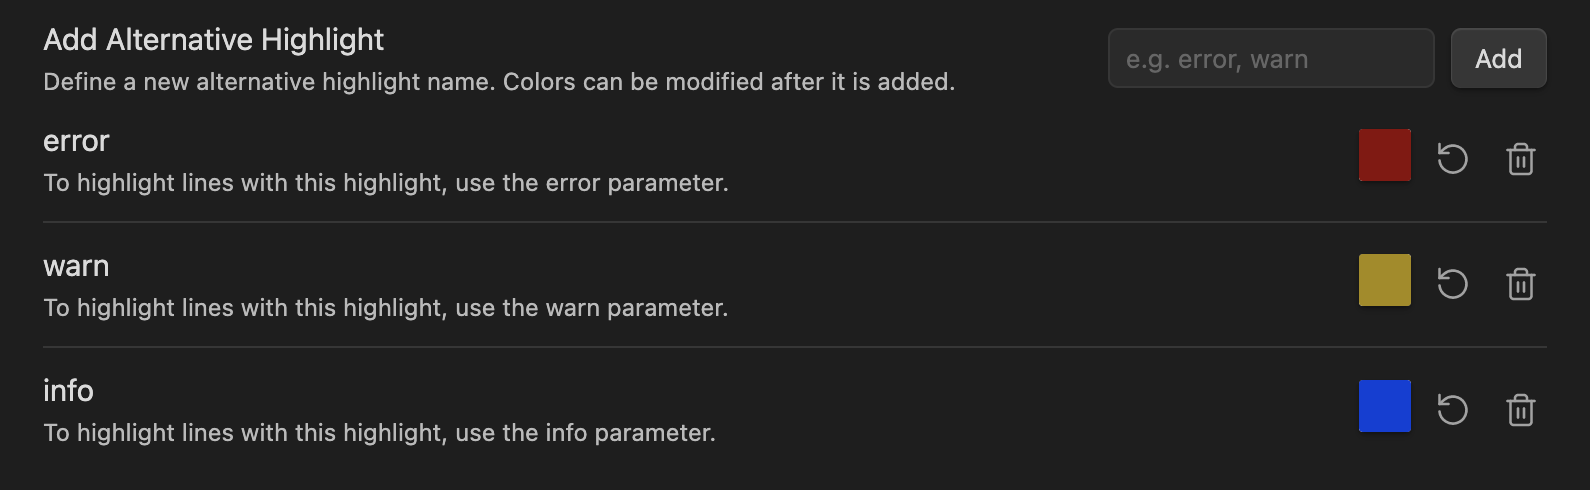 Add Alternative Highlight
Define a new alternative highlight name. Colors can be modified after it is added.
e.g. error, warn
Add
error
To highlight lines with this highlight, use the error parameter.
warn
To highlight lines with this highlight, use the warn parameter.
info
To highlight lines with this highlight, use the info parameter.